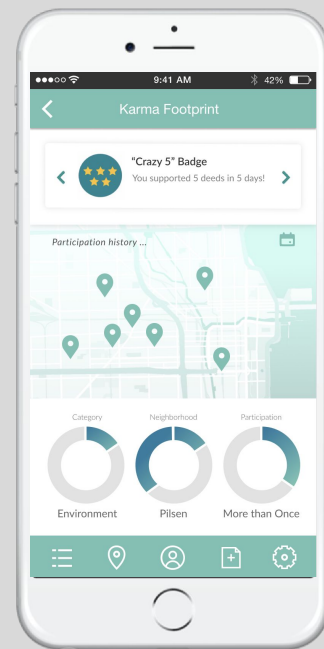 9:41 AM
42%
Karma Footprint
“Crazy 5” Badge
You supported 5 deeds in 5 days!
Participation history ...
Category
Neighborhood
Participation
Environment
Pilsen
More than Once